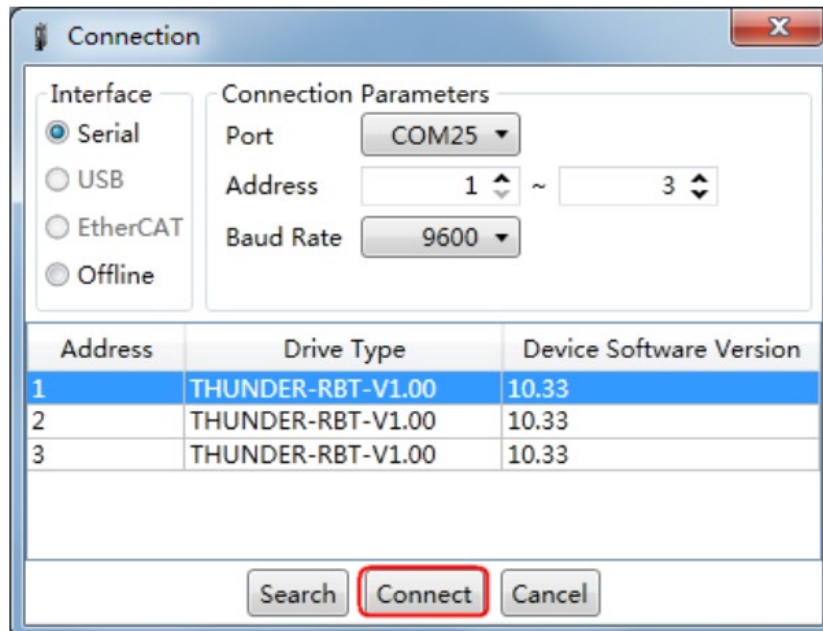 Connection
Interface
Serial
USB
EtherCAT
Offline
Connection Parameters
Port COM25
Address 1 ~ 3
Baud Rate 9600
Address Drive Type Device Software Version
1 THUNDER-RBT-V1.00 10.33
2 THUNDER-RBT-V1.00 10.33
3 THUNDER-RBT-V1.00 10.33
Search Connect Cancel